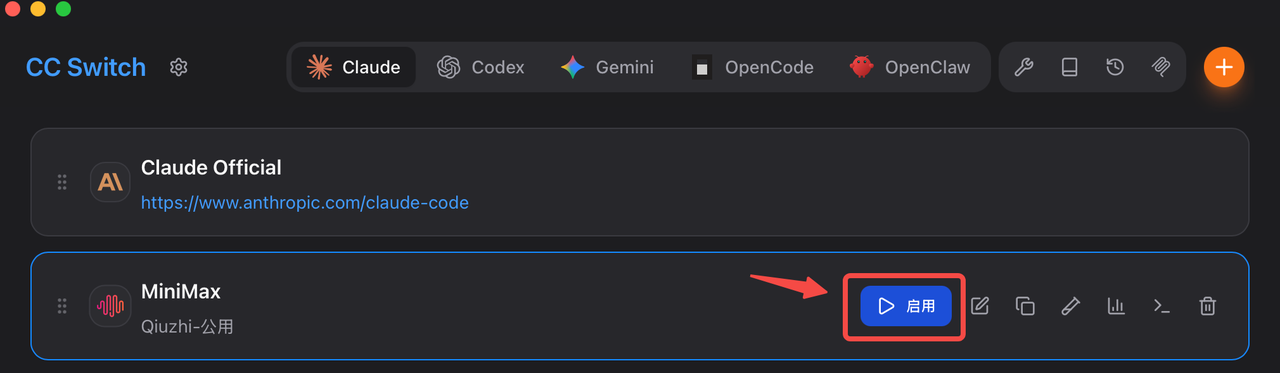 CC Switch
Claude
Codex
Gemini
OpenCode
OpenClaw
Claude Official
https://www.anthropic.com/claude-code
MiniMax
Qiuzhi-公用
启用